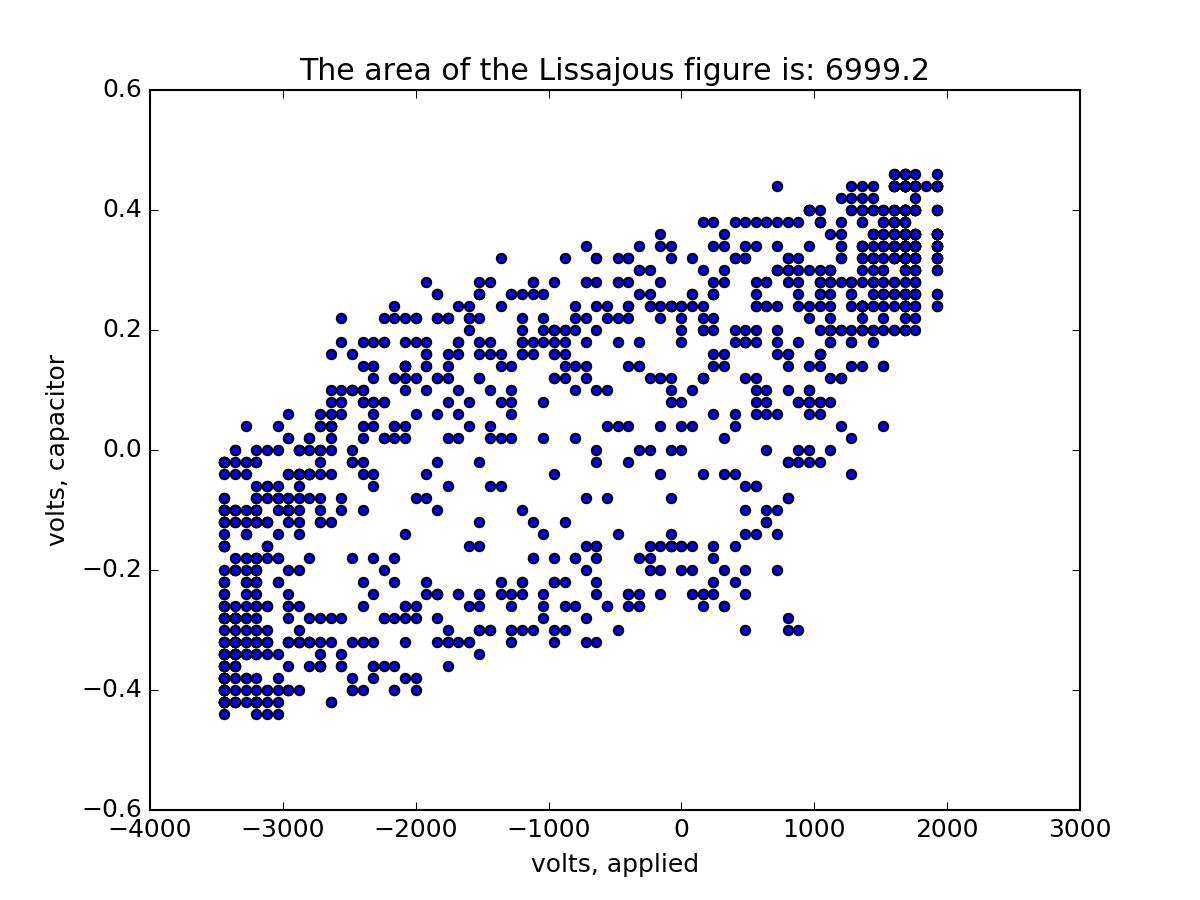 The area of the Lissajous figure is: 6999.2
0.6
0.4
0.2
0.0
−0.2
−0.4
−0.6
volts, capacitor
−4000 −3000 −2000 −1000 0 1000 2000 3000
volts, applied